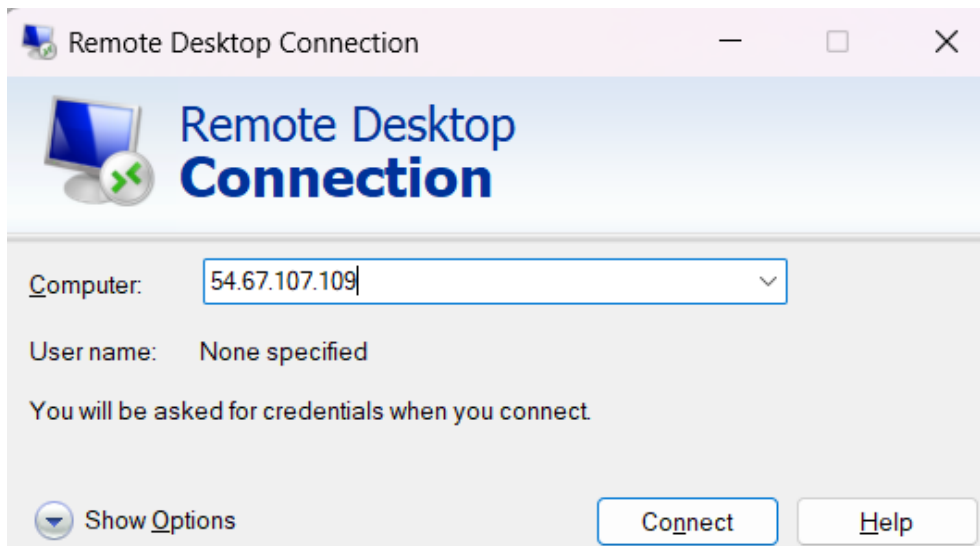 Remote Desktop Connection
Remote Desktop
Connection
Computer: 54.67.107.109
User name: None specified
You will be asked for credentials when you connect.
Show Options Connect Help